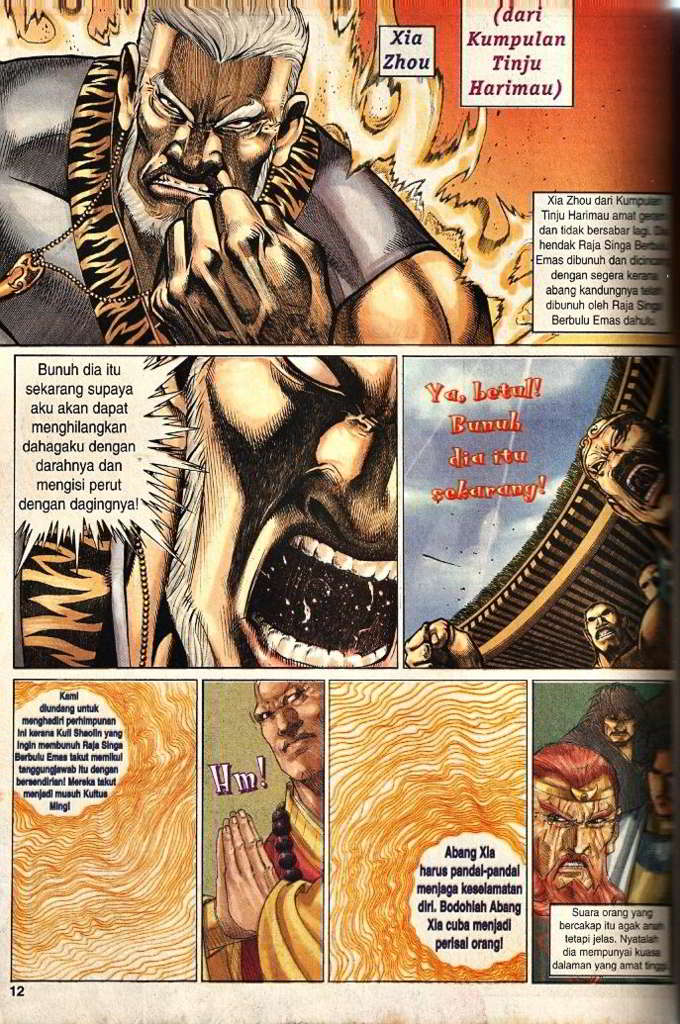 Xia
Zhou
(dari
Kumpulan
Tinju
Harimau)
Xia Zhou dari Kumpulan
Tinju Harimau amat geram
dan tidak bersabar lagi. Dia
hendak Raja Singa Berbulu
Emas dibunuh dan dicincang
dengan segera kerana
abang kandungnya telah
dibunuh oleh Raja Singa
Berbulu Emas dahulu.
Bunuh dia itu
sekarang supaya
aku akan dapat
menghilangkan
dahagaku dengan
darahnya dan
mengisi perut
dengan dagingnya!
Ya, betul!
Bunuh
dia itu
sekarang!
Kami
diundang untuk
menghadiri perhimpunan
ini kerana Kuil Shaolin yang
ingin membunuh Raja Singa
Berbulu Emas takut memikul
tanggungjawab itu dengan
bersendirian! Mereka takut
menjadi musuh Kultus
Ming!
Hm!
Abang Xia
harus pandai-pandai
menjaga keselamatan
diri. Bodohlah Abang
Xia cuba menjadi
perisai orang!
Suara orang yang
bercakap itu agak aneh
tetapi jelas. Nyatalah
dia mempunyai kuasa
dalaman yang amat tinggi.
12